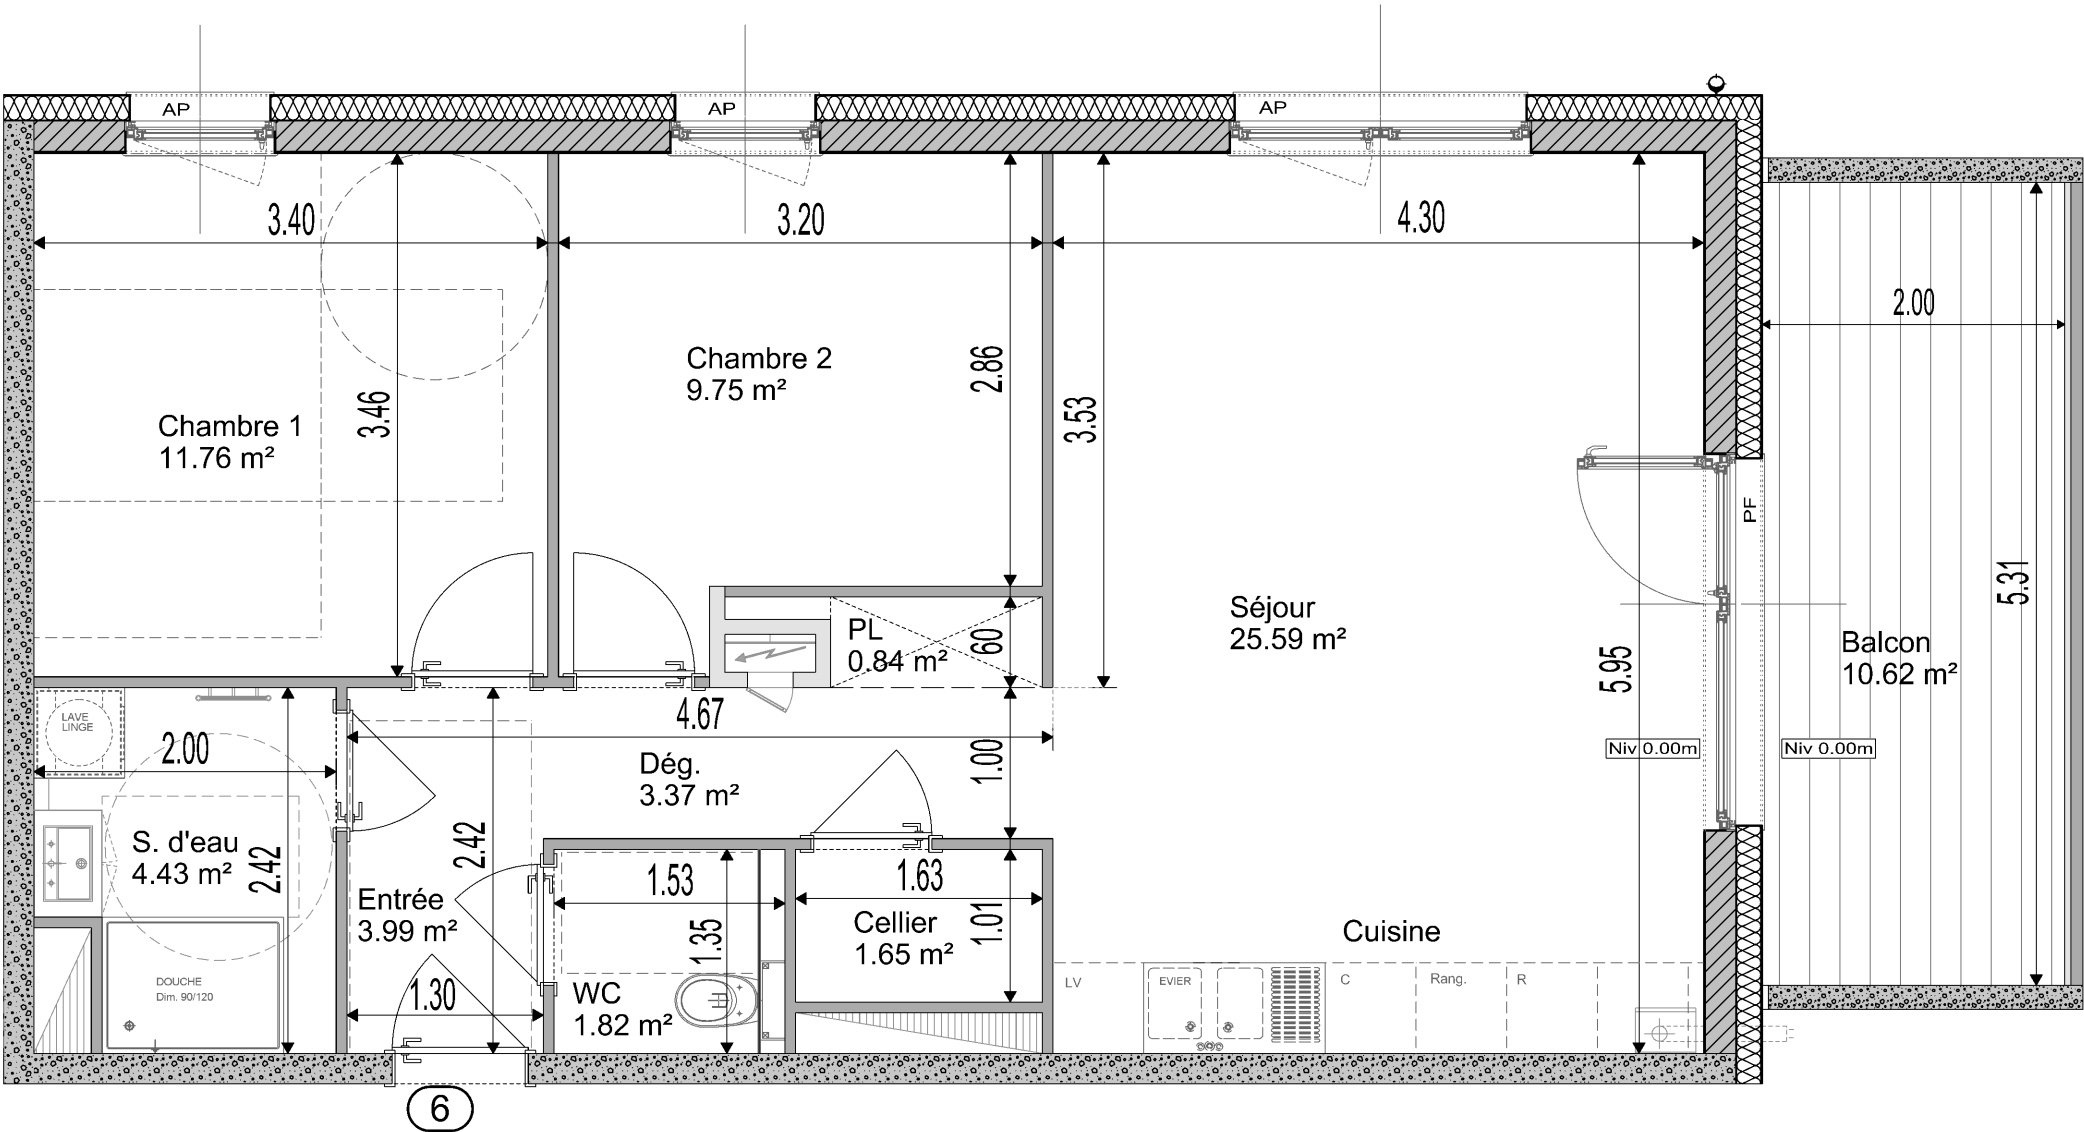 AP
AP
AP
3.40
3.20
4.30
2.00
Chambre 1
11.76 m²
3.46
Chambre 2
9.75 m²
2.86
3.53
PF
5.31
Séjour
25.59 m²
PL
0.84 m²
60
5.95
Balcon
10.62 m²
LAVE
LINGE
2.00
4.67
Dég.
3.37 m²
1.00
Niv 0.00m
Niv 0.00m
S. d'eau
4.43 m²
2.42
2.42
Entrée
3.99 m²
1.53
1.35
1.63
Cellier
1.65 m²
1.01
Cuisine
DOUCHE
Dim. 90/120
1.30
WC
1.82 m²
LV
EVIER
C
Rang.
R
6